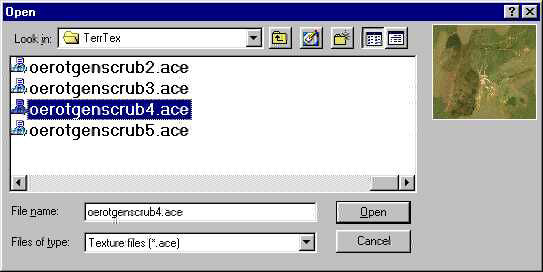 Open
Look in: TerrTex
oerotgenscrub2.ace
oerotgenscrub3.ace
oerotgenscrub4.ace
oerotgenscrub5.ace
File name: oerotgenscrub4.ace Open
Files of type: Texture files (*.ace) Cancel